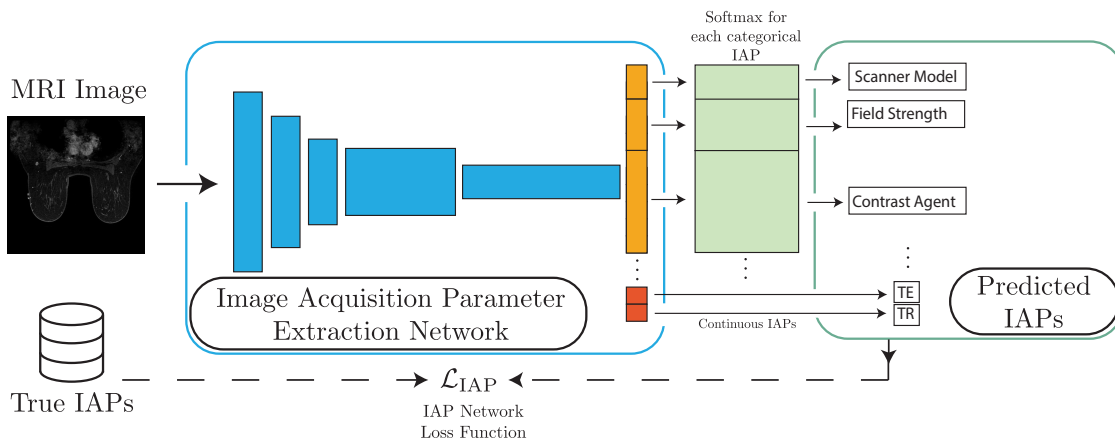 MRI Image
True IAPs
Image Acquisition Parameter
Extraction Network
Softmax for
each categorical
IAP
Scanner Model
Field Strength
Contrast Agent
TE
TR
Continuous IAPs
Predicted
IAPs
ℒ_IAP
IAP Network
Loss Function